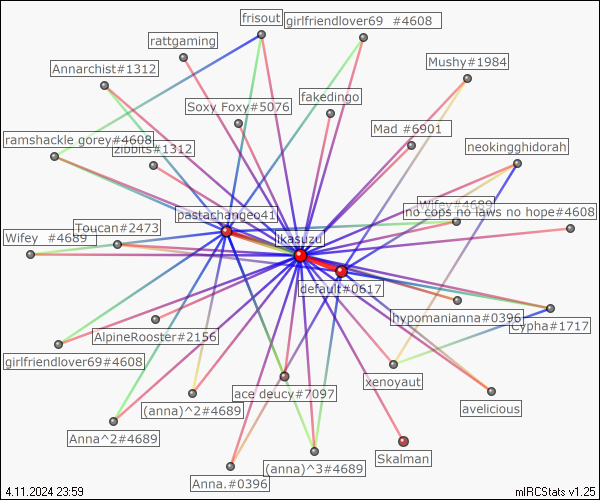 frisout
girlfriendlover69 #4608
rattgaming
Annarchist#1312
Mushy#1984
Soxy Foxy#5076
fakedingo
Mad #6901
ramshackle gorey#4608
zibbits#1312
neokingghidorah
Wifey#4689
pastachangeo41
no cops no laws no hope#4608
Toucan#2473
Wifey #4689
ikasuzu
default#0617
hypomanianna#0396
Cypha#1717
AlpineRooster#2156
girlfriendlover69#4608
xenoyaut
ace deucy#7097
(anna)^2#4689
avelicious
Anna^2#4689
Skalman
(anna)^3#4689
Anna.#0396
4.11.2024 23:59
mIRCStats v1.25